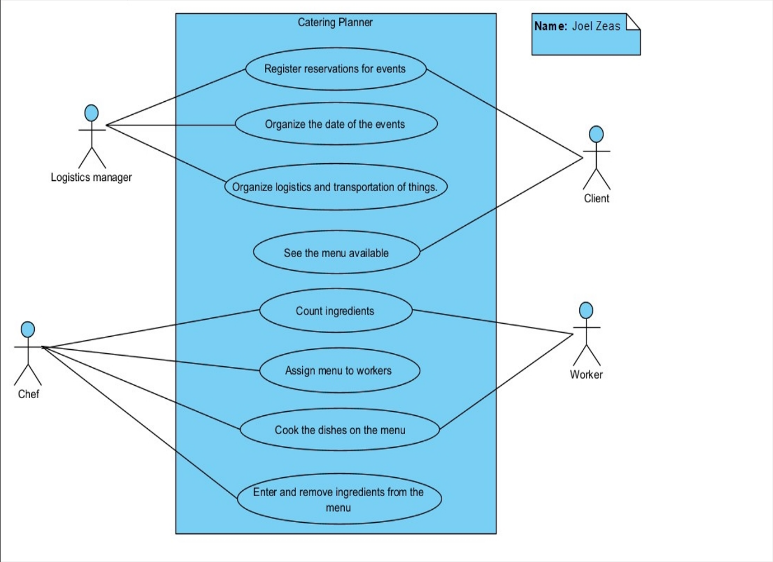 Catering Planner
Name: Joel Zeas
Register reservations for events
Organize the date of the events
Logistics manager
Organize logistics and transportation of things.
Client
See the menu available
Count ingredients
Assign menu to workers
Worker
Chef
Cook the dishes on the menu
Enter and remove ingredients from the
menu